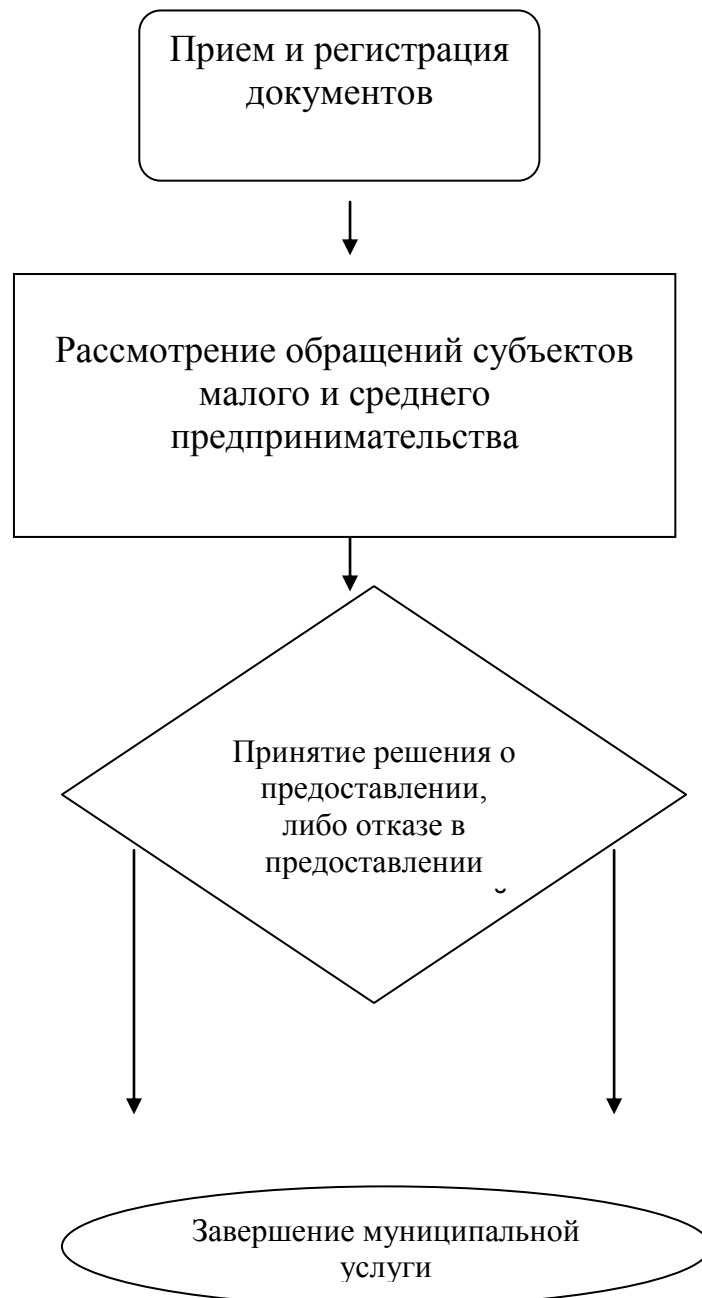 Прием и регистрация
документов
Рассмотрение обращений субъектов
малого и среднего
предпринимательства
Принятие решения о
предоставлении,
либо отказе в
предоставлении
Завершение муниципальной
услуги